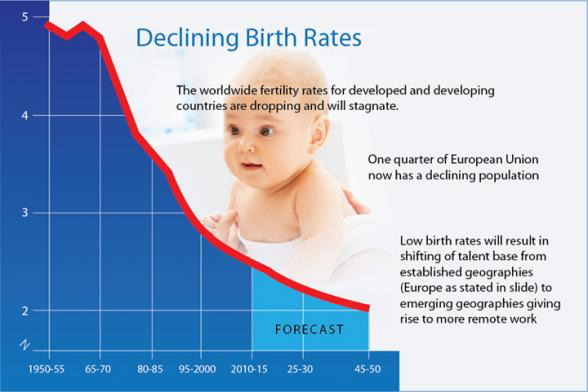 Declining Birth Rates
The worldwide fertility rates for developed and developing
countries are dropping and will stagnate.
One quarter of European Union
now has a declining population
Low birth rates will result in
shifting of talent base from
established geographies
(Europe as stated in slide) to
emerging geographies giving
rise to more remote work
5
4
3
2
FORECAST
1950-55 65-70 80-85 95-2000 2010-15 25-30 45-50